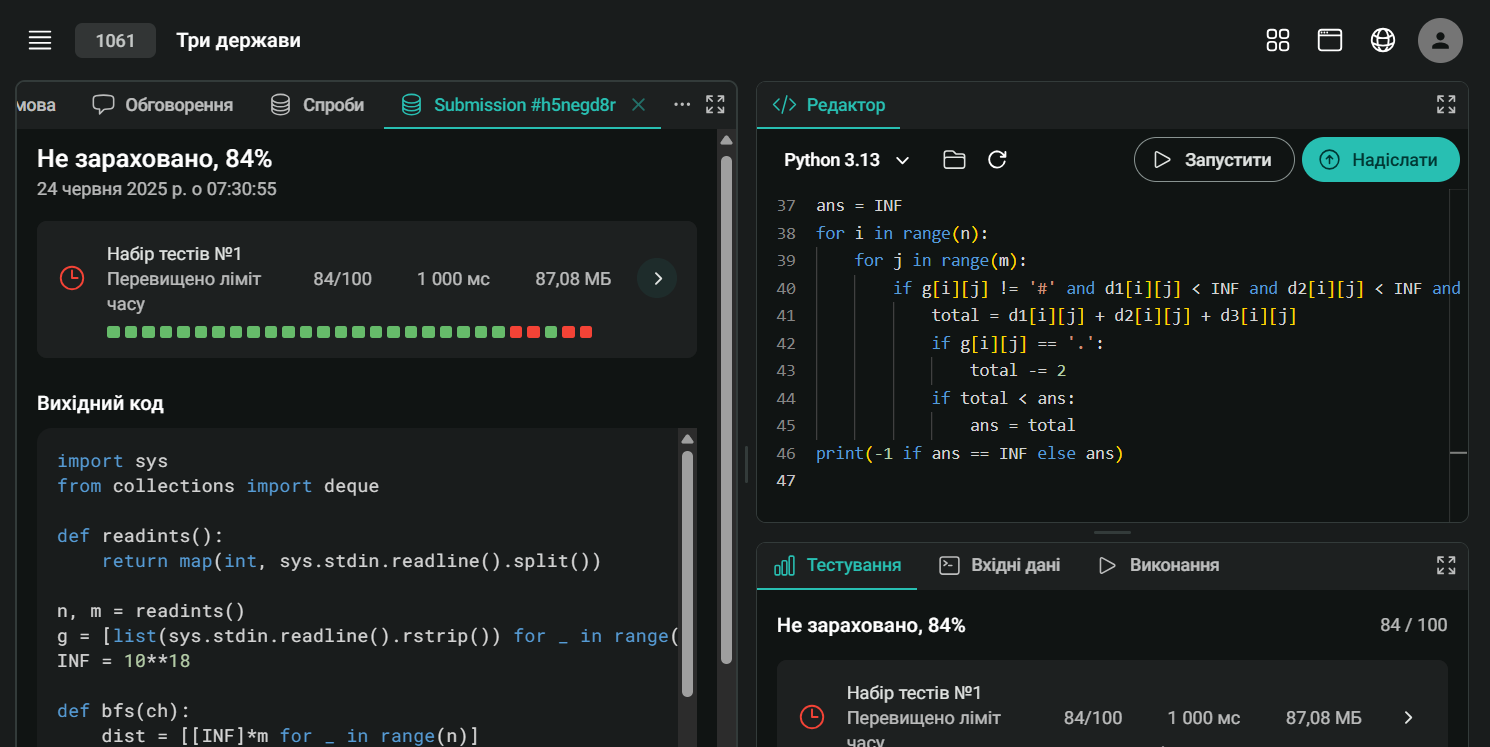 1061 Три держави
мова Обговорення Спроби Submission #h5negd8r
Не зараховано, 84%
24 червня 2025 р. о 07:30:55
Набір тестів №1
Перевищено ліміт
часу
84/100 1 000 мс 87,08 МБ
Вихідний код
import sys
from collections import deque
def readints():
    return map(int, sys.stdin.readline().split())
n, m = readints()
g = [list(sys.stdin.readline().rstrip()) for _ in range(
INF = 10**18
def bfs(ch):
    dist = [[INF]*m for _ in range(n)]
Редактор
Python 3.13 Запустити Надіслати
37 ans = INF
38 for i in range(n):
39     for j in range(m):
40         if g[i][j] != '#' and d1[i][j] < INF and d2[i][j] < INF and
41             total = d1[i][j] + d2[i][j] + d3[i][j]
42             if g[i][j] == '.':
43                 total -= 2
44             if total < ans:
45                 ans = total
46 print(-1 if ans == INF else ans)
47
Тестування Вхідні дані Виконання
Не зараховано, 84% 84 / 100
Набір тестів №1
Перевищено ліміт
часу
84/100 1 000 мс 87,08 МБ